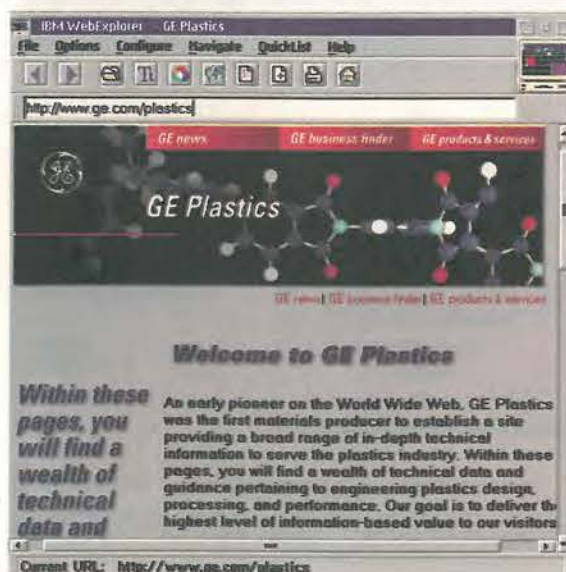 IBM WebExplorer - GE Plastics
File Options Configure Navigate QuickList Help
http://www.ge.com/plastics
GE news GE business finder GE products & services
GE Plastics
GE news | GE business finder | GE products & services
Welcome to GE Plastics
Within these
pages, you
will find a
wealth of
technical
data and
An early pioneer on the World Wide Web, GE Plastics
was the first materials producer to establish a site
providing a broad range of in-depth technical
information to serve the plastics industry. Within these
pages, you will find a wealth of technical data and
guidance pertaining to engineering plastics design,
processing, and performance. Our goal is to deliver the
highest level of information-based value to our visitors
Current URL: http://www.ge.com/plastics